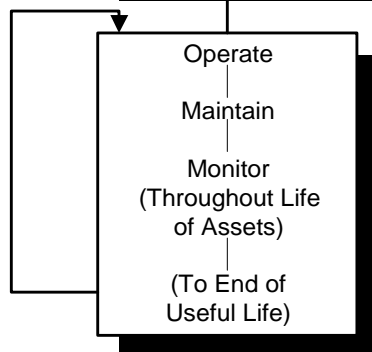 Operate
Maintain
Monitor
(Throughout Life
of Assets)
(To End of
Useful Life)